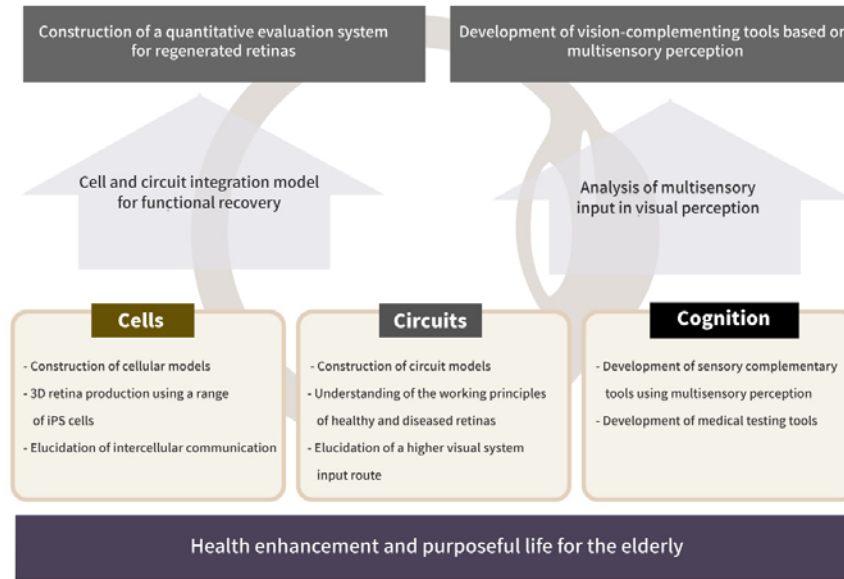 Construction of a quantitative evaluation system
for regenerated retinas
Development of vision-complementing tools based on
multisensory perception
Cell and circuit integration model
for functional recovery
Analysis of multisensory
input in visual perception
Cells
- Construction of cellular models
- 3D retina production using a range
of iPS cells
- Elucidation of intercellular communication
Circuits
- Construction of circuit models
- Understanding of the working principles
of healthy and diseased retinas
- Elucidation of a higher visual system
input route
Cognition
- Development of sensory complementary
tools using multisensory perception
- Development of medical testing tools
Health enhancement and purposeful life for the elderly